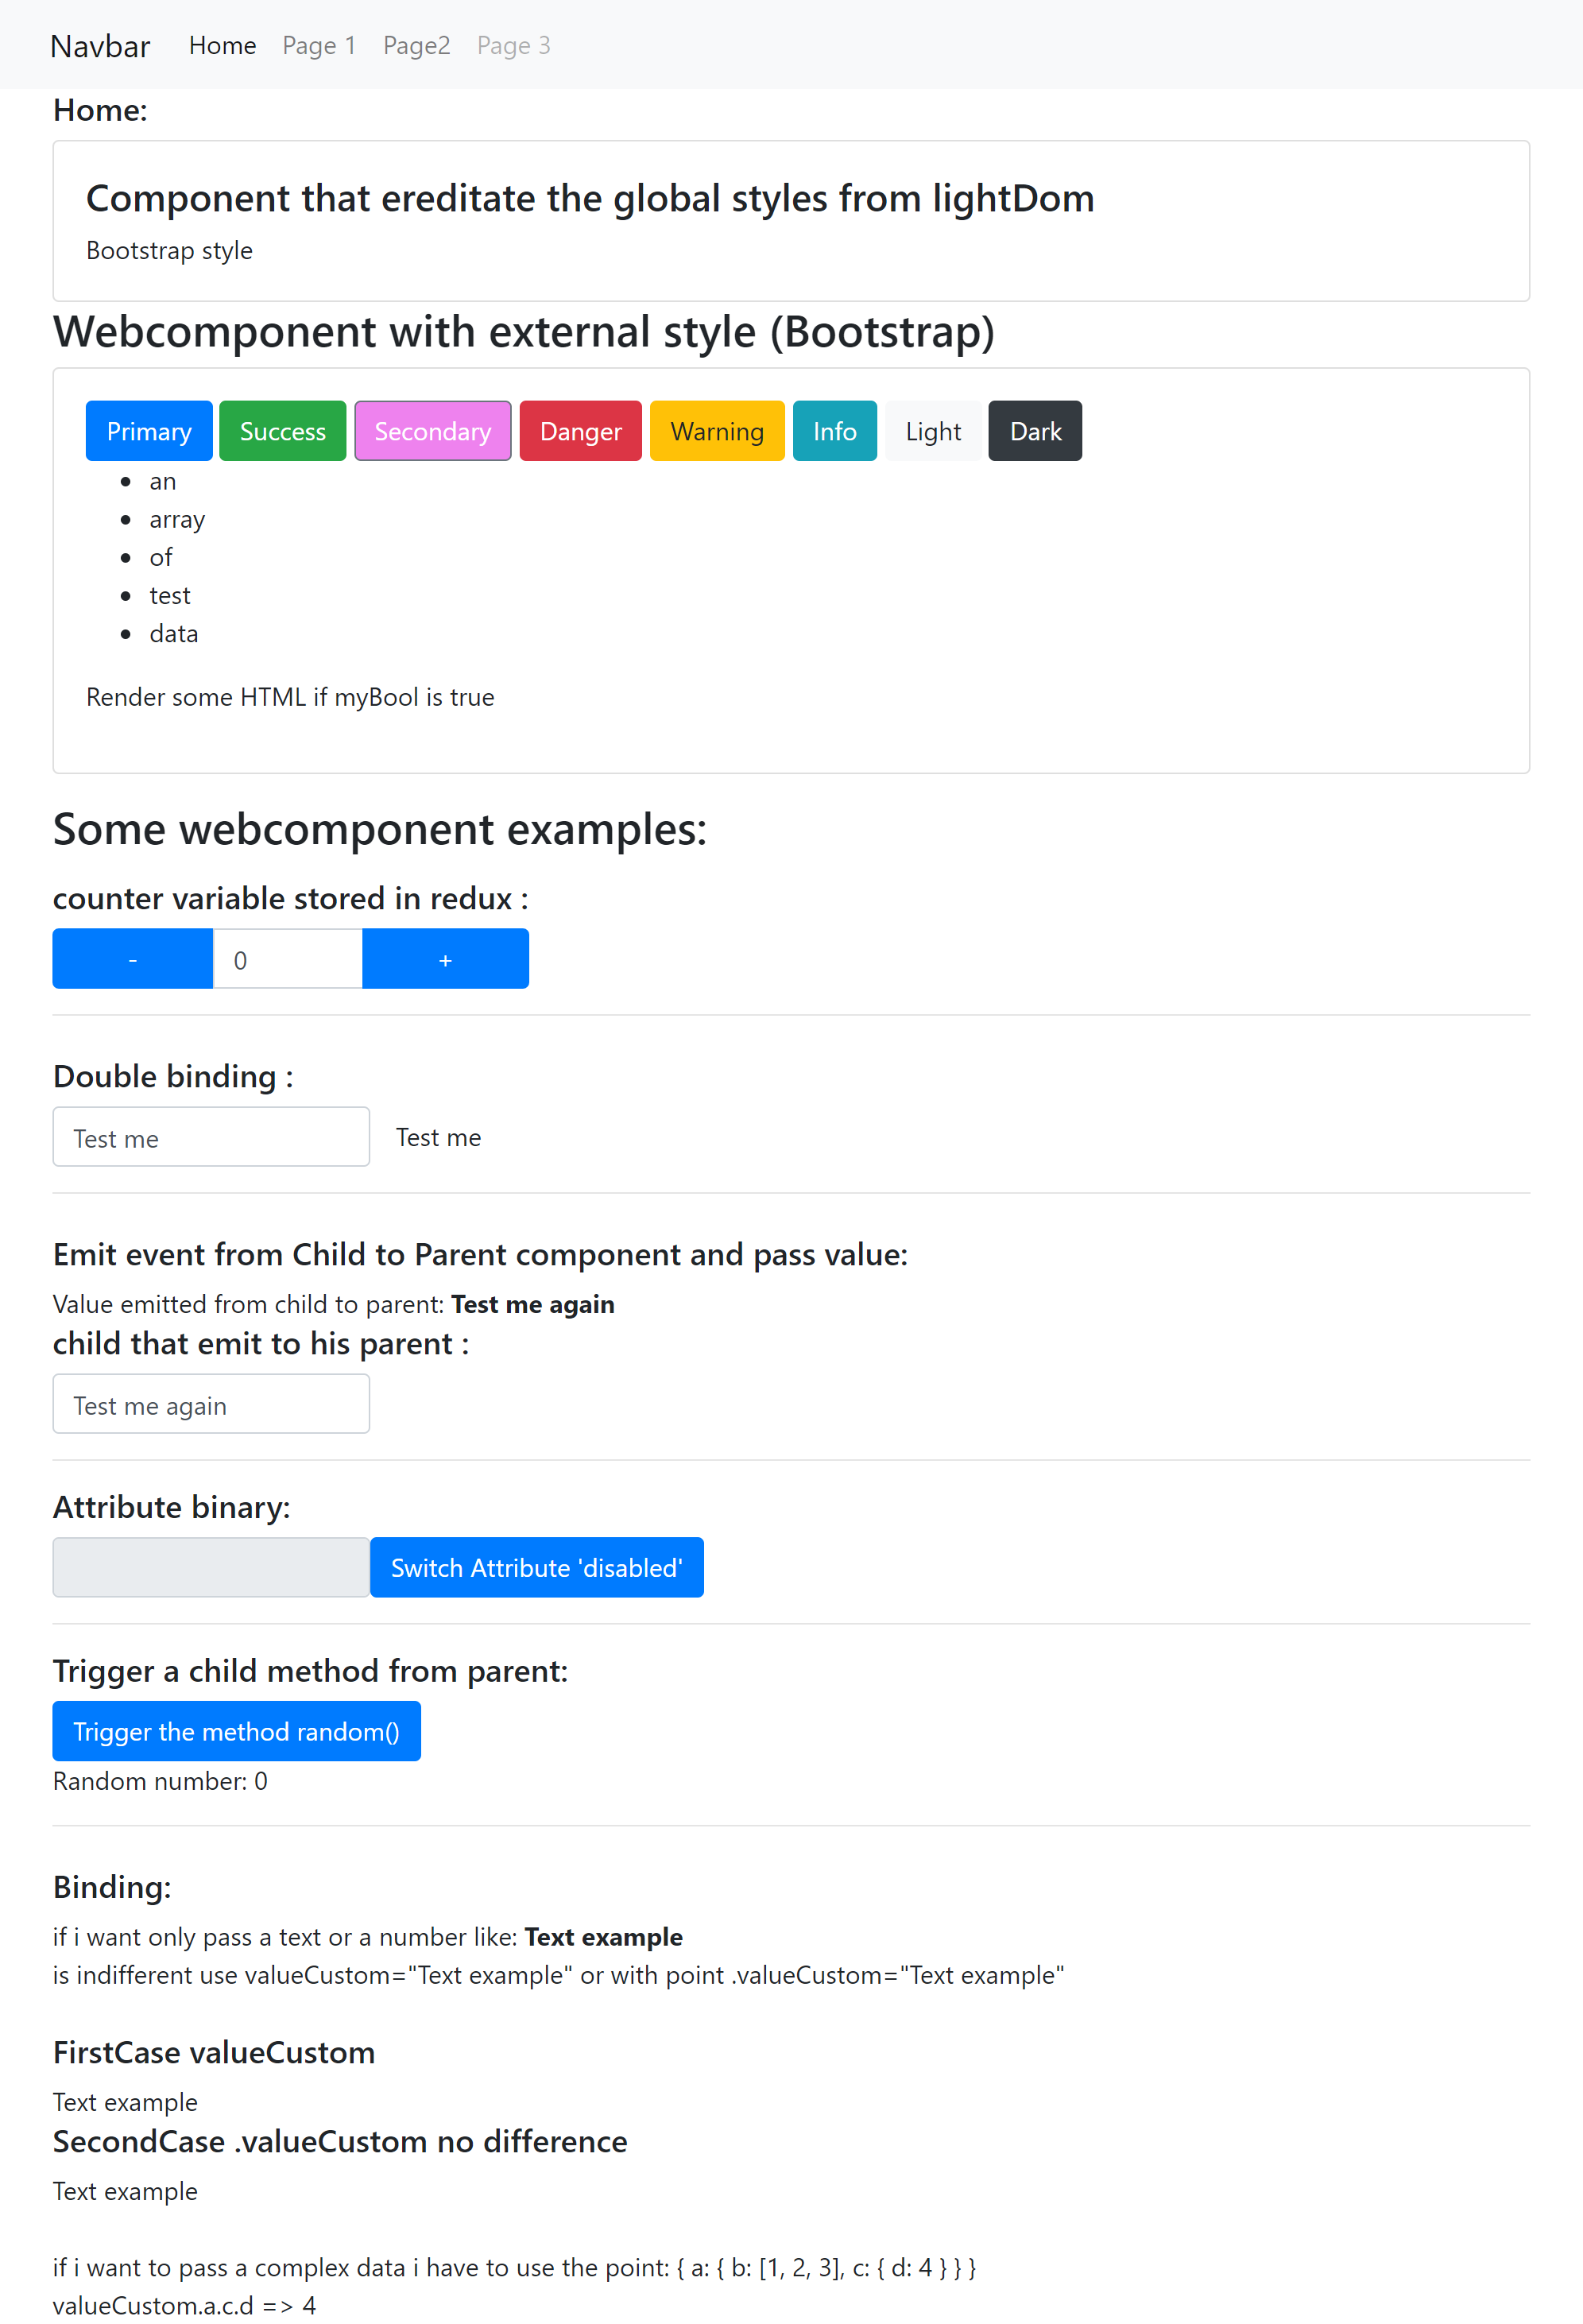 Navbar Home Page 1 Page2 Page 3
Home:
Component that ereditate the global styles from lightDom
Bootstrap style
Webcomponent with external style (Bootstrap)
Primary Success Secondary Danger Warning Info Light Dark
an
array
of
test
data
Render some HTML if myBool is true
Some webcomponent examples:
counter variable stored in redux :
- 0 +
Double binding :
Test me Test me
Emit event from Child to Parent component and pass value:
Value emitted from child to parent: Test me again
child that emit to his parent :
Test me again
Attribute binary:
Switch Attribute 'disabled'
Trigger a child method from parent:
Trigger the method random()
Random number: 0
Binding:
if i want only pass a text or a number like: Text example
is indifferent use valueCustom="Text example" or with point .valueCustom="Text example"
FirstCase valueCustom
Text example
SecondCase .valueCustom no difference
Text example
if i want to pass a complex data i have to use the point: { a: { b: [1, 2, 3], c: { d: 4 } } }
valueCustom.a.c.d => 4